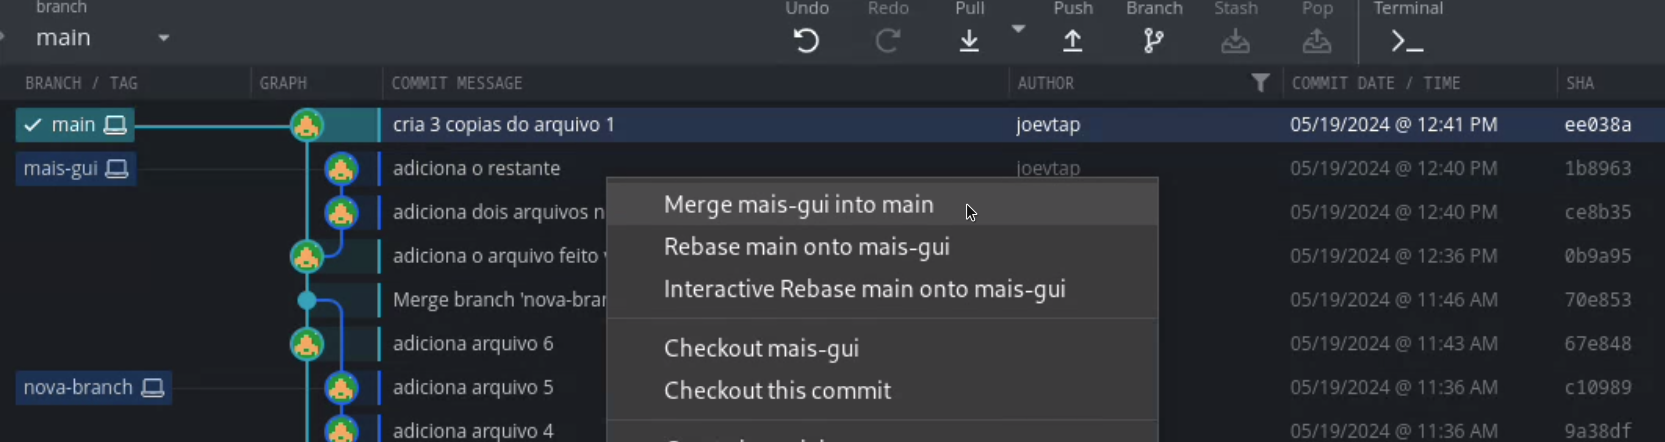 branch
main
Undo Redo Pull Push Branch Stash Pop Terminal
BRANCH / TAG GRAPH COMMIT MESSAGE AUTHOR COMMIT DATE / TIME SHA
main cria 3 copias do arquivo 1 joevtap 05/19/2024 @ 12:41 PM ee038a
mais-gui adiciona o restante joevtap 05/19/2024 @ 12:40 PM 1b8963
adiciona dois arquivos 05/19/2024 @ 12:40 PM ce8b35
adiciona o arquivo feito 05/19/2024 @ 12:36 PM 0b9a95
Merge branch 'nova-bran 05/19/2024 @ 11:46 AM 70e853
adiciona arquivo 6 05/19/2024 @ 11:43 AM 67e848
nova-branch adiciona arquivo 5 05/19/2024 @ 11:36 AM c10989
adiciona arquivo 4 05/19/2024 @ 11:36 AM 9a38df
Merge mais-gui into main
Rebase main onto mais-gui
Interactive Rebase main onto mais-gui
Checkout mais-gui
Checkout this commit